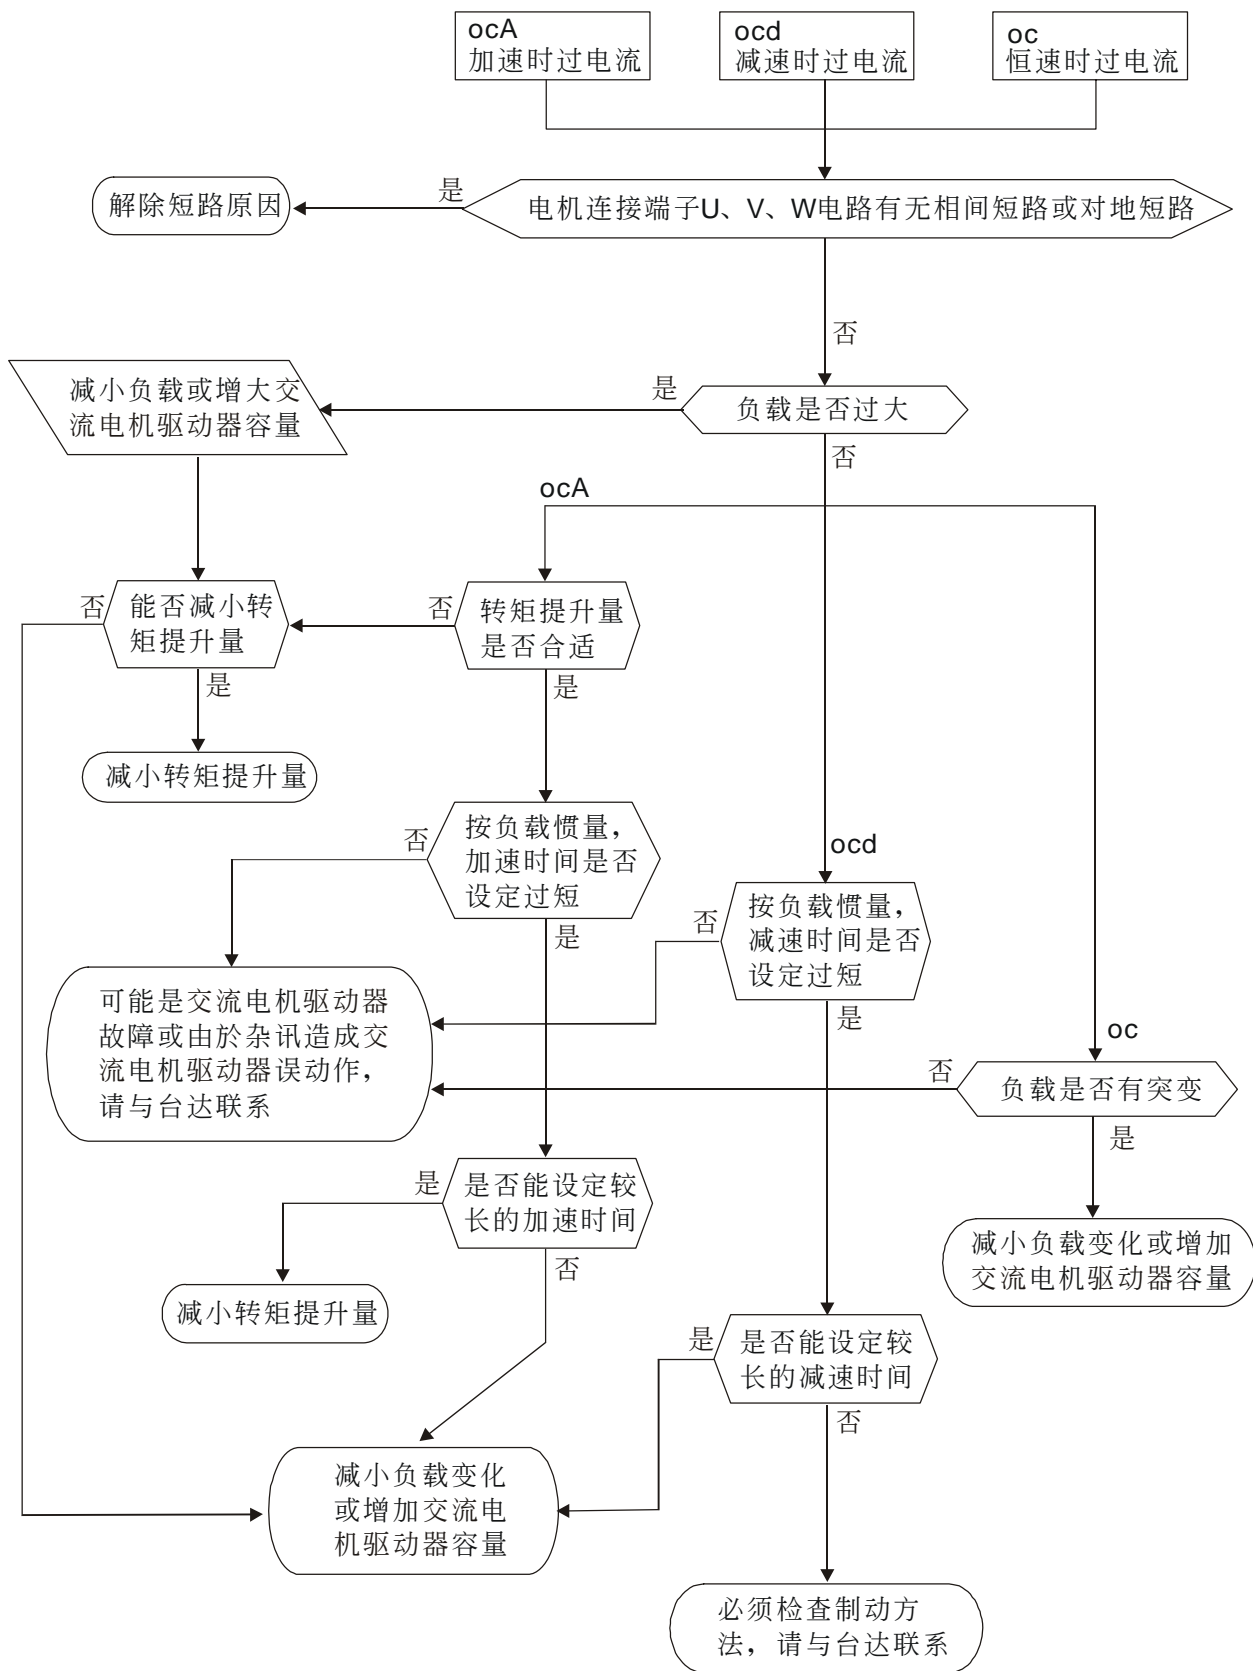 ocA
加速时过电流
ocd
减速时过电流
oc
恒速时过电流
是
解除短路原因
电机连接端子U、V、W电路有无相间短路或对地短路
否
减小负载或增大交
流电机驱动器容量
是
负载是否过大
否
ocA
否
能否减小转
矩提升量
否
转矩提升量
是否合适
是
是
减小转矩提升量
否
按负载惯量，
加速时间是否
设定过短
ocd
是
否
按负载惯量，
减速时间是否
设定过短
可能是交流电机驱动器
故障或由於杂讯造成交
流电机驱动器误动作，
请与台达联系
是
oc
否
负载是否有突变
是
是
是否能设定较
长的加速时间
减小负载变化或增加
交流电机驱动器容量
否
减小转矩提升量
是
是否能设定较
长的减速时间
否
减小负载变化
或增加交流电
机驱动器容量
必须检查制动方
法，请与台达联系